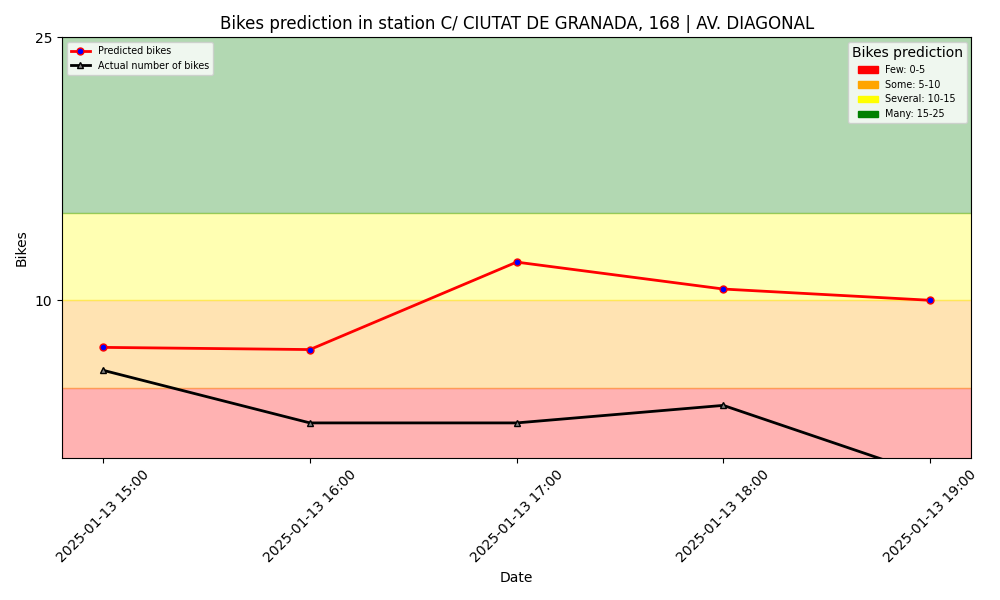 Bikes prediction in station C/ CIUTAT DE GRANADA, 168 | AV. DIAGONAL
Predicted bikes
Actual number of bikes
Bikes prediction
Few: 0-5
Some: 5-10
Several: 10-15
Many: 15-25
Bikes
25
10
2025-01-13 15:00
2025-01-13 16:00
2025-01-13 17:00
2025-01-13 18:00
2025-01-13 19:00
Date